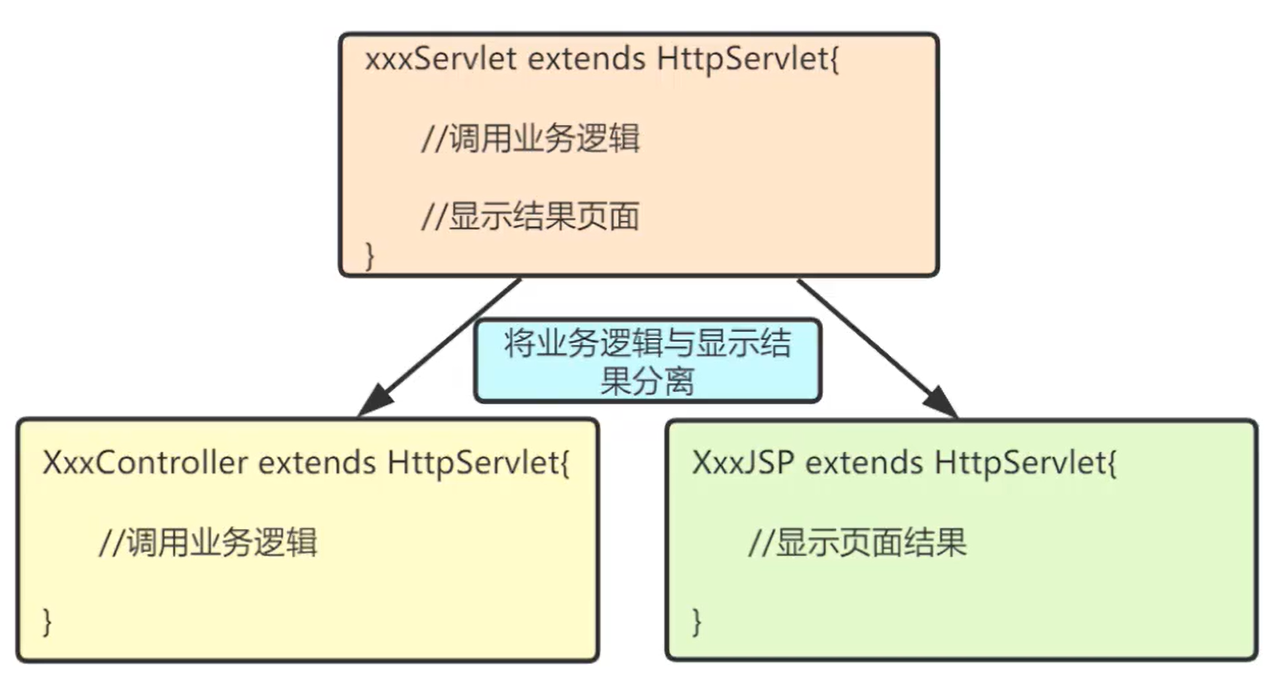 xxxServlet extends HttpServlet{
//调用业务逻辑
//显示结果页面
}
将业务逻辑与显示结
果分离
XxxController extends HttpServlet{
//调用业务逻辑
}
XxxJSP extends HttpServlet{
//显示页面结果
}